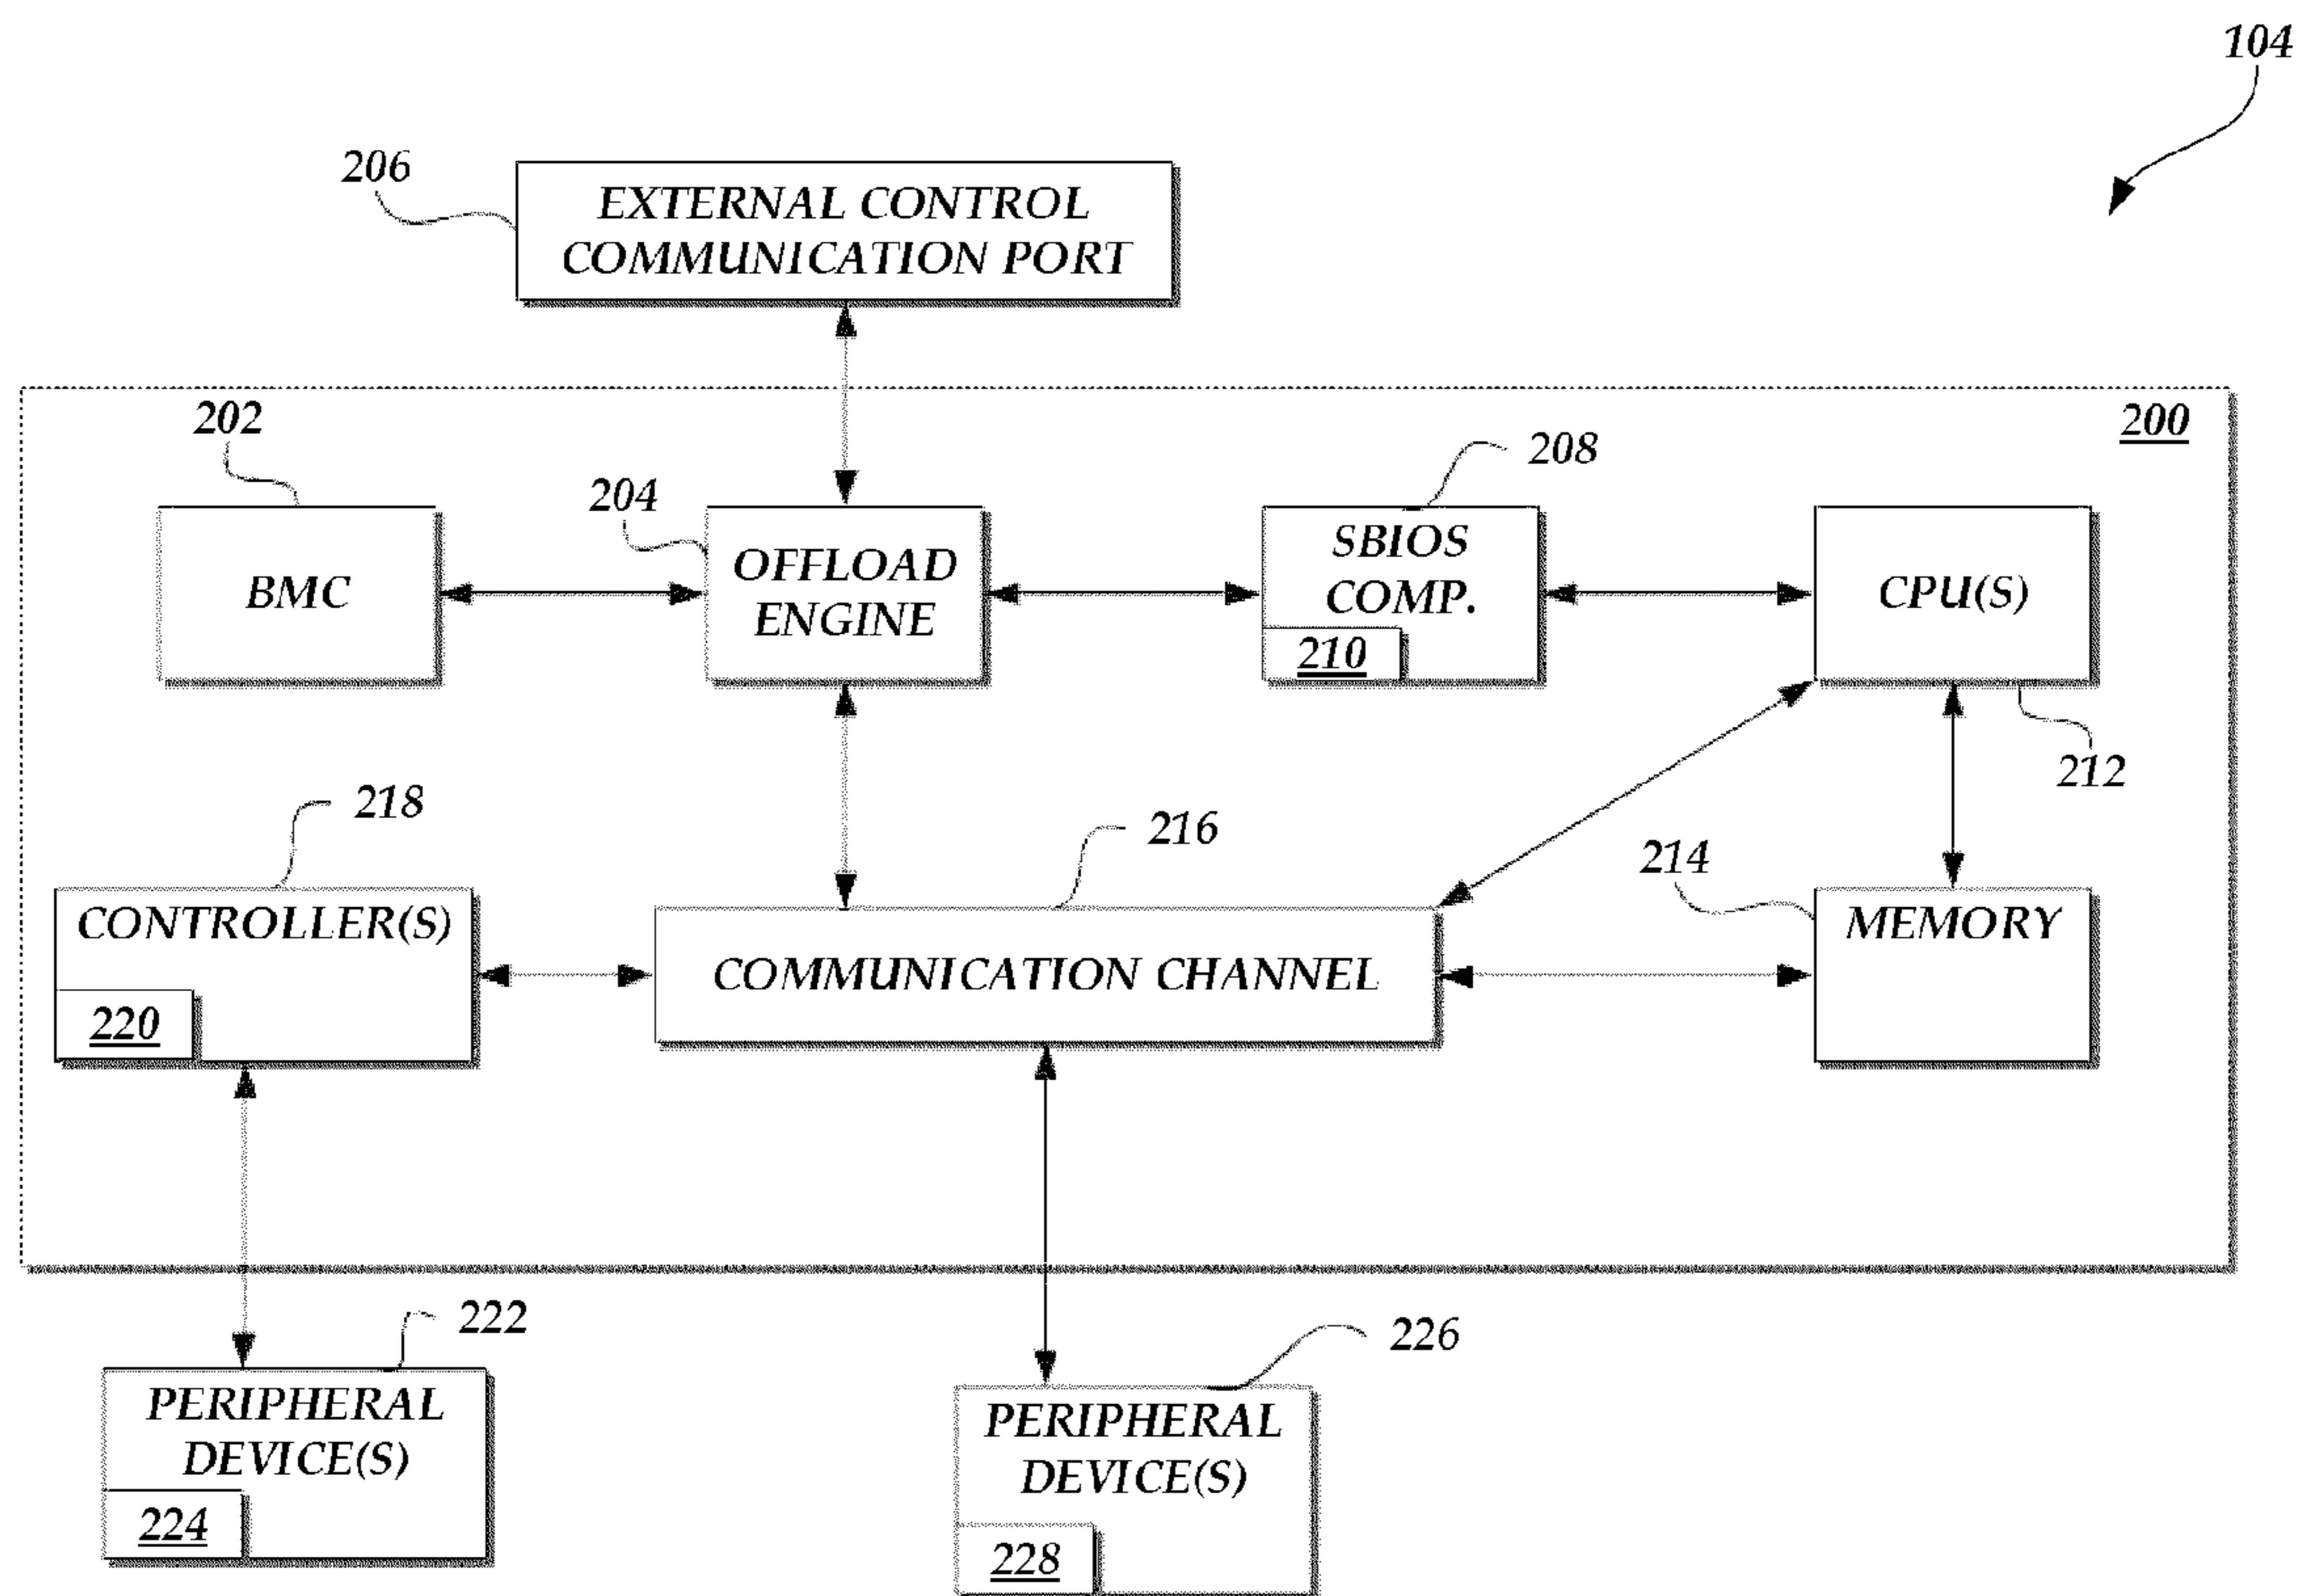 104
206
EXTERNAL CONTROL
COMMUNICATION PORT
200
202
204
208
BMC
OFFLOAD
ENGINE
SBIOS
COMP.
210
CPU(S)
212
218
216
214
CONTROLLER(S)
220
COMMUNICATION CHANNEL
MEMORY
222
226
PERIPHERAL
DEVICE(S)
224
PERIPHERAL
DEVICE(S)
228